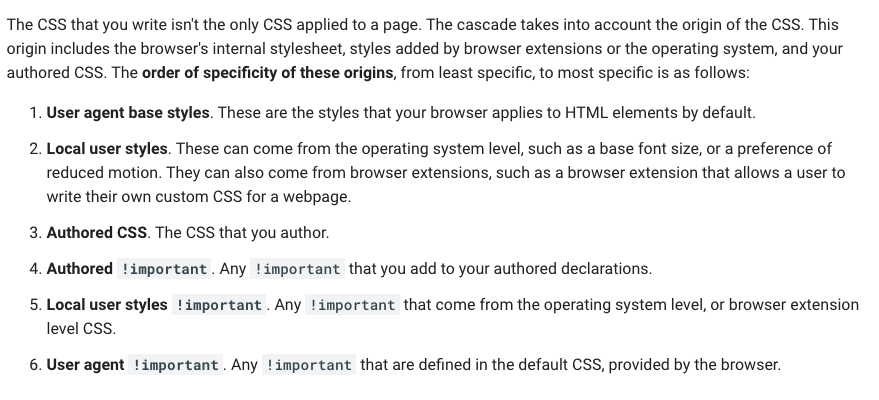 The CSS that you write isn't the only CSS applied to a page. The cascade takes into account the origin of the CSS. This
origin includes the browser's internal stylesheet, styles added by browser extensions or the operating system, and your
authored CSS. The order of specificity of these origins, from least specific, to most specific is as follows:
1. User agent base styles. These are the styles that your browser applies to HTML elements by default.
2. Local user styles. These can come from the operating system level, such as a base font size, or a preference of
reduced motion. They can also come from browser extensions, such as a browser extension that allows a user to
write their own custom CSS for a webpage.
3. Authored CSS. The CSS that you author.
4. Authored !important. Any !important that you add to your authored declarations.
5. Local user styles !important. Any !important that come from the operating system level, or browser extension
level CSS.
6. User agent !important. Any !important that are defined in the default CSS, provided by the browser.